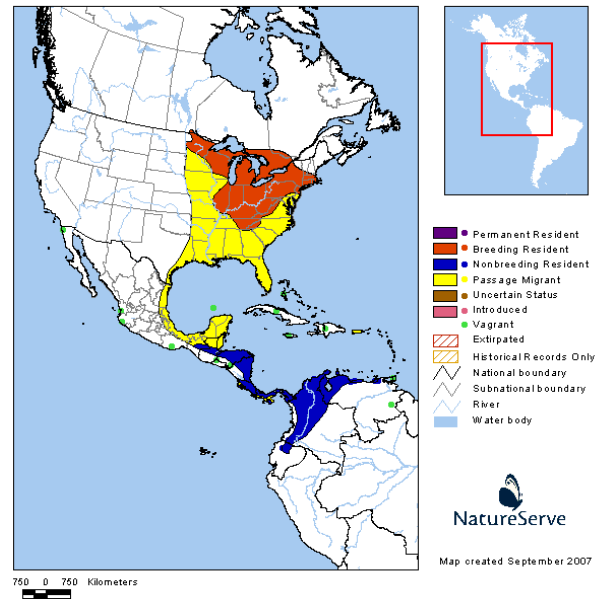 Permanent Resident
Breeding Resident
Nonbreeding Resident
Passage Migrant
Uncertain Status
Introduced
Vagrant
Extirpated
Historical Records Only
National boundary
Subnational boundary
River
Water body
NatureServe
Map created September 2007
750 0 750 Kilometers